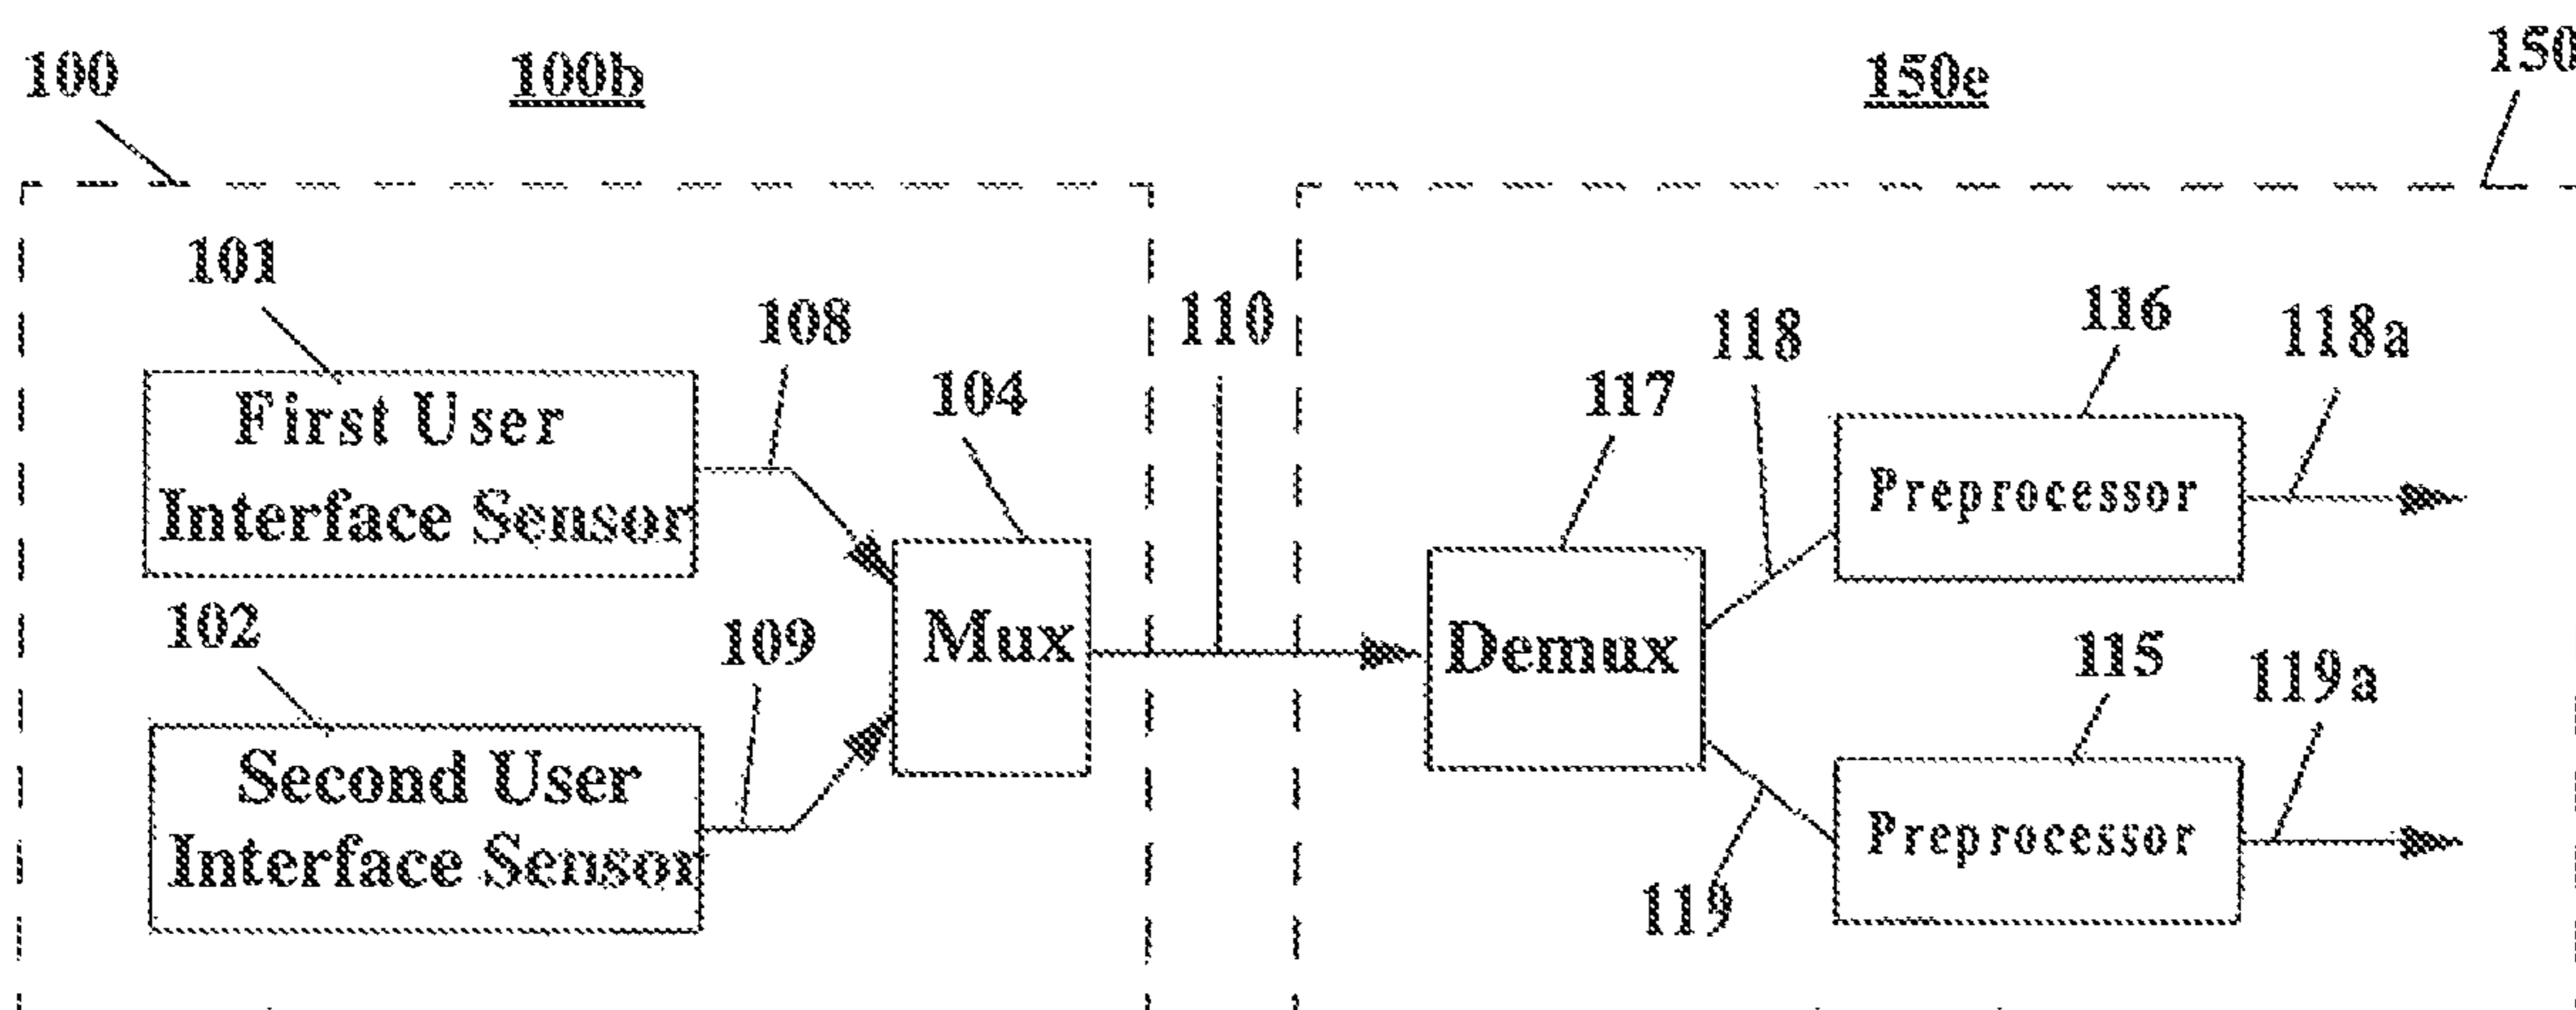 100
100b
150e
150
101
108
110
104
First User
Interface Sensor
102
109
Mux
Second User
Interface Sensor
117
118
116
118a
Preprocessor
Demux
115
119a
119
Preprocessor